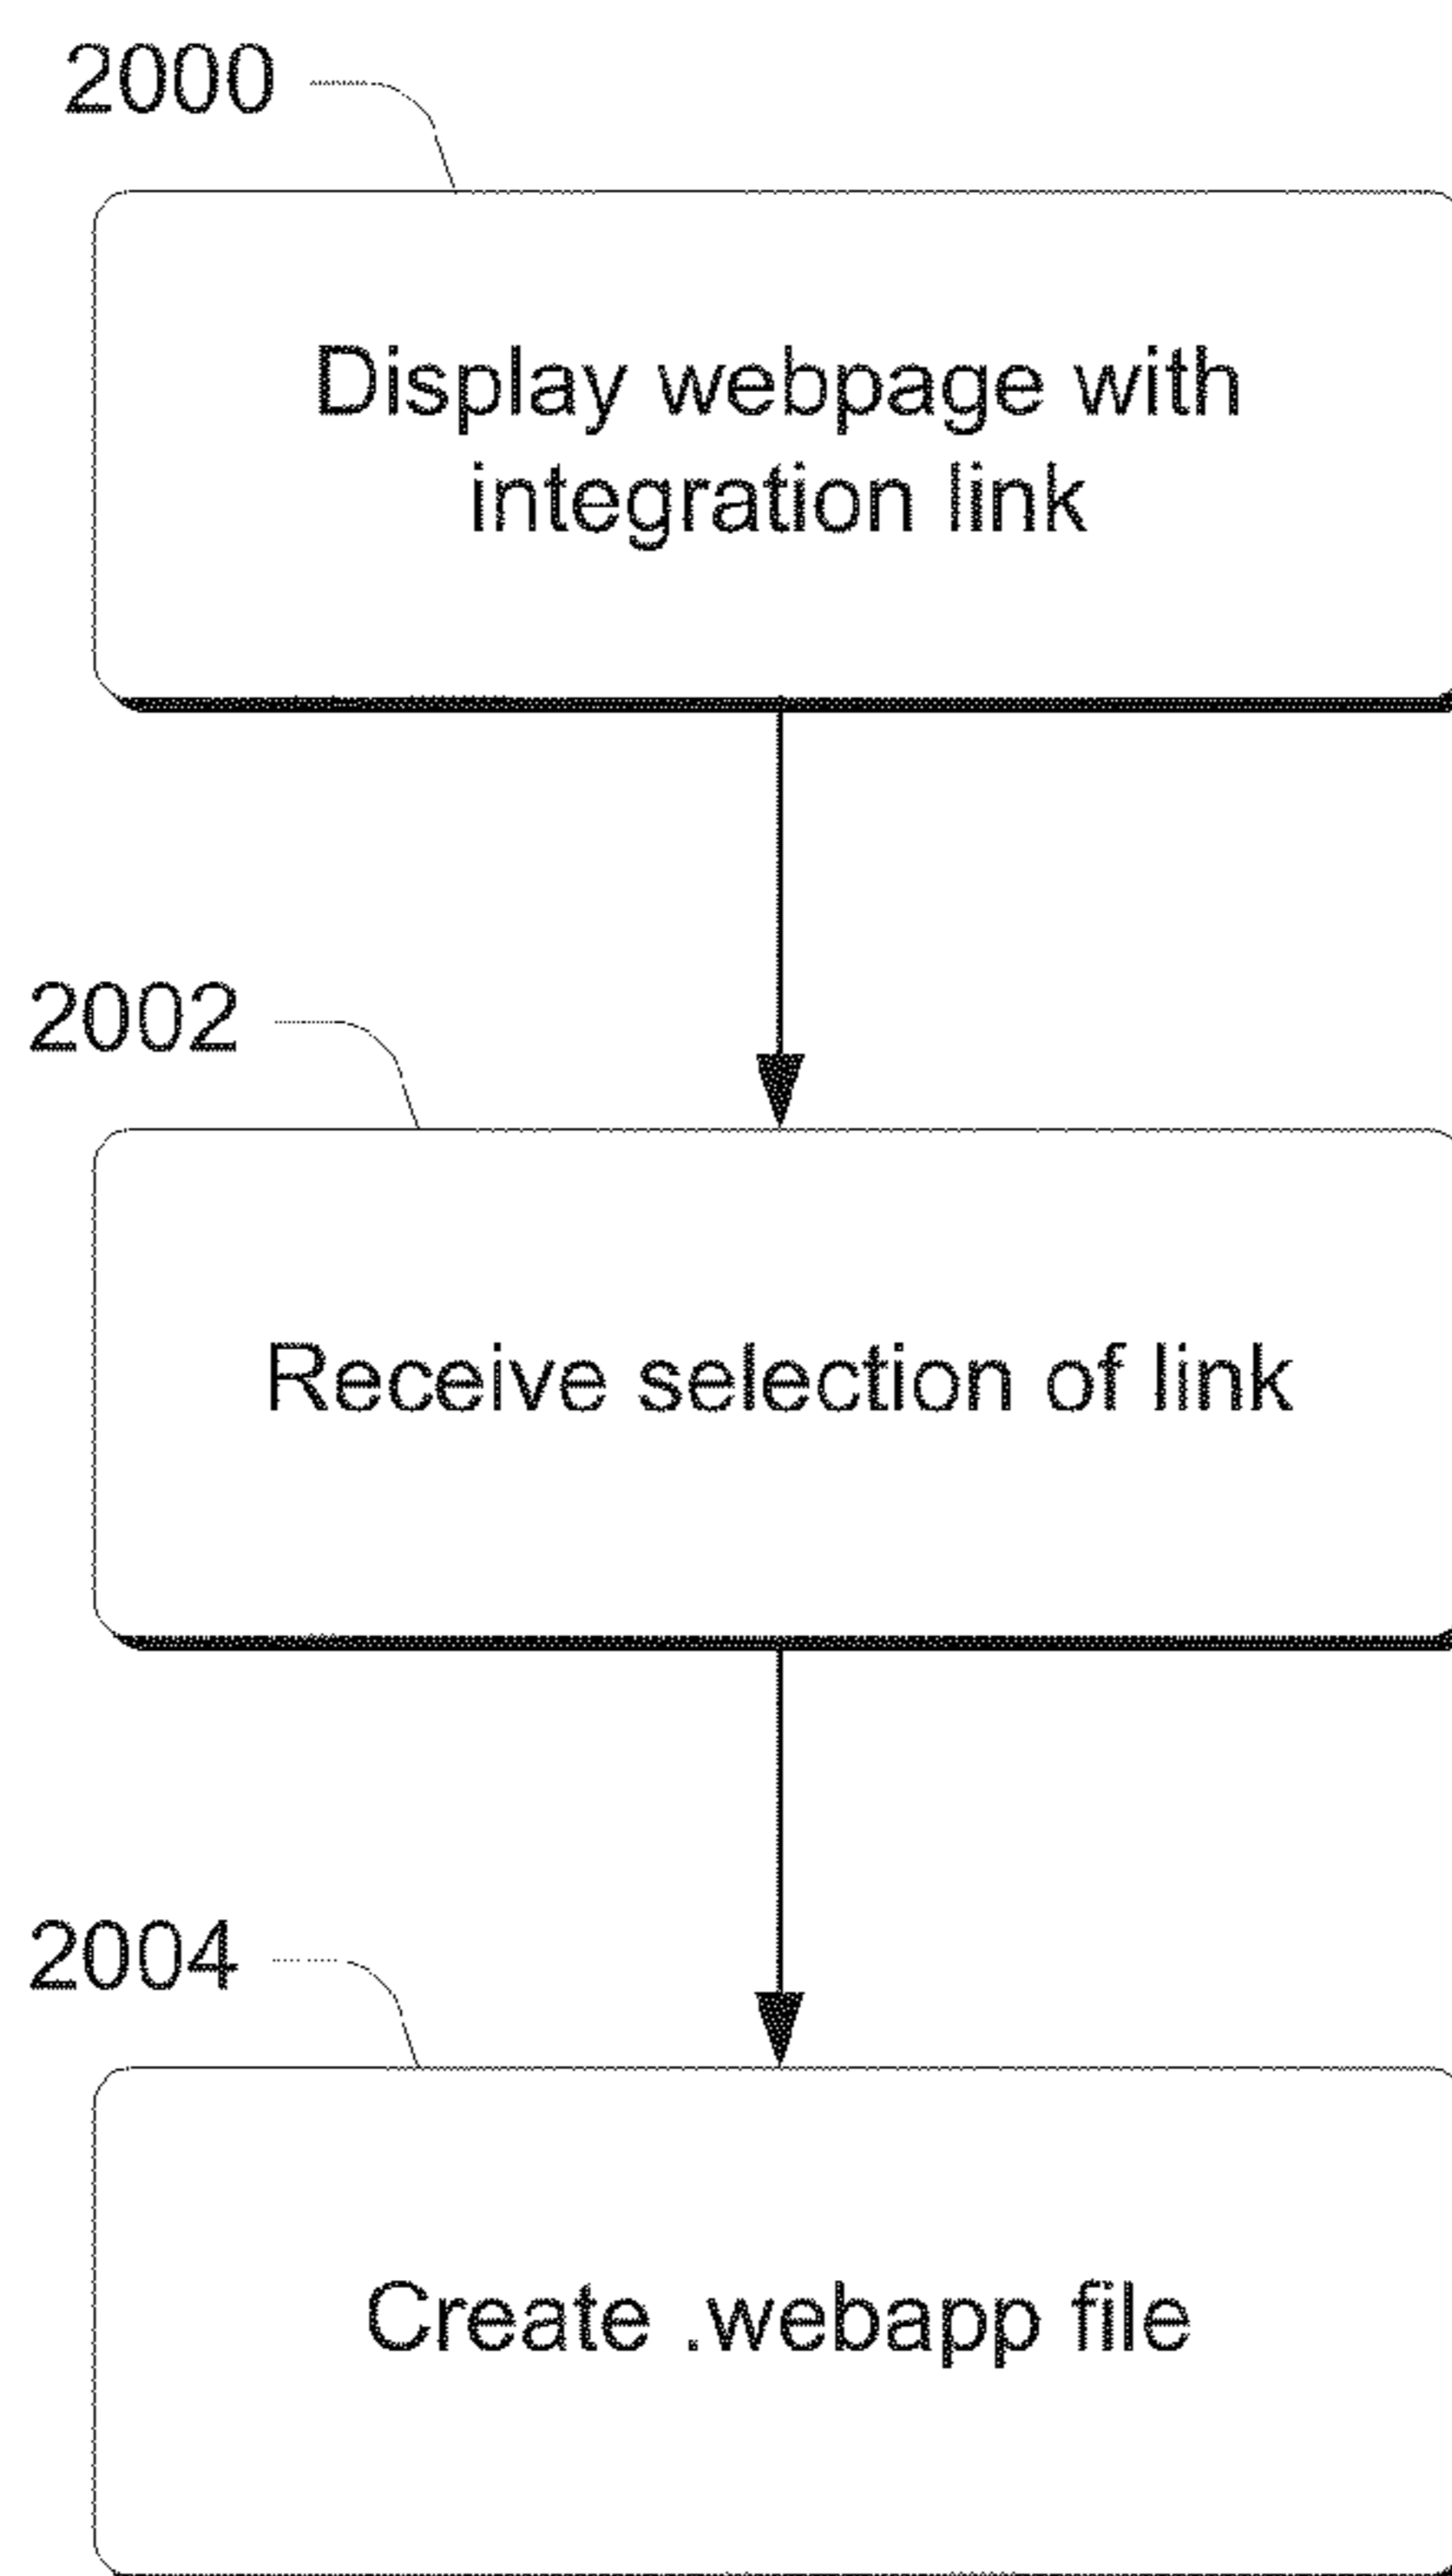 2000
Display webpage with
integration link
2002
Receive selection of link
2004
Create .webapp file